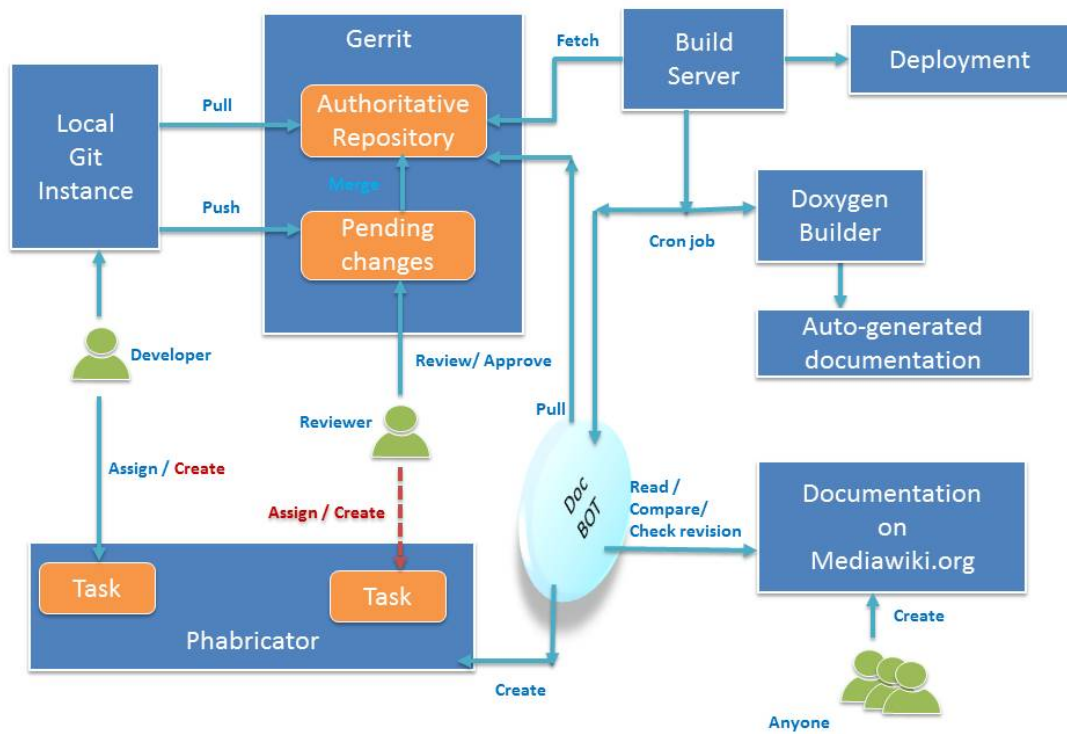 Gerrit
Fetch
Build
Server
Deployment
Local
Git
Instance
Pull
Authoritative
Repository
Merge
Push
Pending
changes
Cron job
Doxygen
Builder
Auto-generated
documentation
Developer
Review/ Approve
Reviewer
Pull
Assign / Create
Assign / Create
Doc
BOT
Read /
Compare/
Check revision
Documentation
on
Mediawiki.org
Task
Task
Phabricator
Create
Create
Anyone